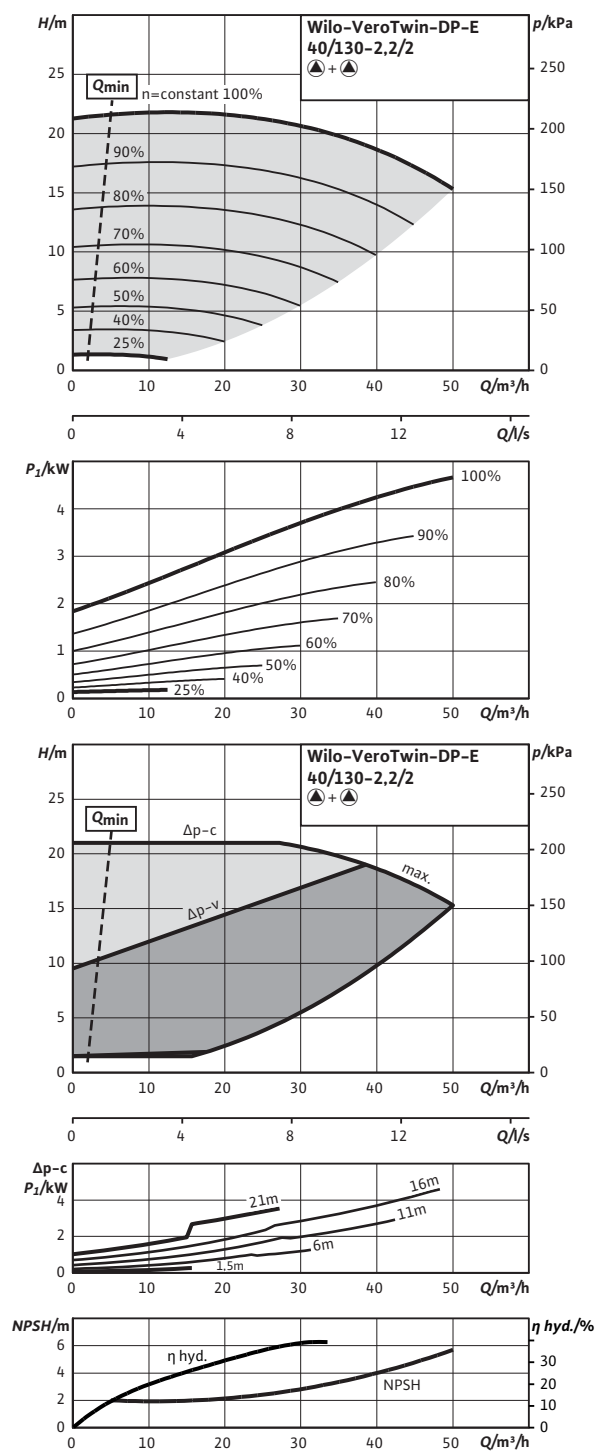 H/m
p/kPa
Wilo-VeroTwin-DP-E
40/130-2,2/2
+
Qmin
n=constant 100%
90%
80%
70%
60%
50%
40%
25%
25
20
15
10
5
0
250
200
150
100
50
0
0 10 20 30 40 50 Q/m³/h
0 4 8 12 Q/l/s
P₁/kW
4
3
2
1
0
100%
90%
80%
70%
60%
50%
40%
25%
0 10 20 30 40 50 Q/m³/h
H/m
p/kPa
Wilo-VeroTwin-DP-E
40/130-2,2/2
+
Qmin
Δp-c
max.
Δp-v
25
20
15
10
5
0
250
200
150
100
50
0
0 10 20 30 40 50 Q/m³/h
0 4 8 12 Q/l/s
Δp-c
P₁/kW
4
2
0
21m
16m
11m
6m
1.5m
0 10 20 30 40 50 Q/m³/h
NPSH/m
η hyd./%
6
4
2
0
30
20
10
0
η hyd.
NPSH
0 10 20 30 40 50 Q/m³/h